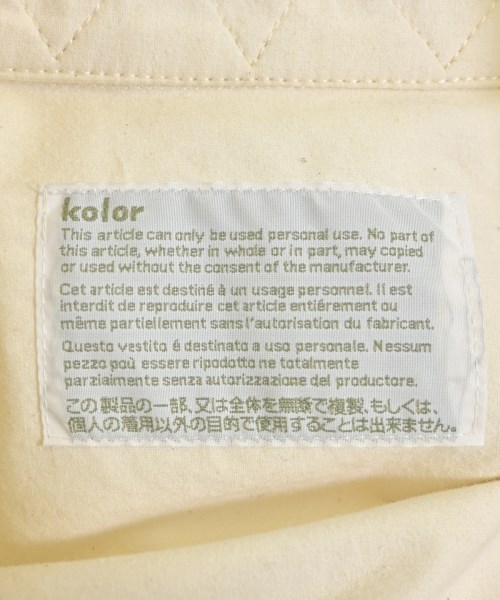 kolor
This article can only be used personal use. No part of
this article, whether in whole or in part, may copied
or used without the consent of the manufacturer.
Cet article est destiné à un usage personnel. Il est
interdit de reproduire cet article entiérement ou
même partiellement sans l'autorisation du fabricant.
Questo vestito é destinato a uso personale. Nessum
pezzo può essere ripodotto ne totalmente
parziaimente senza autorizzazione del productore.
この製品の一部、又は全体を無断で複製、もしくは、
個人の着用以外の目的で使用することは出来ません。